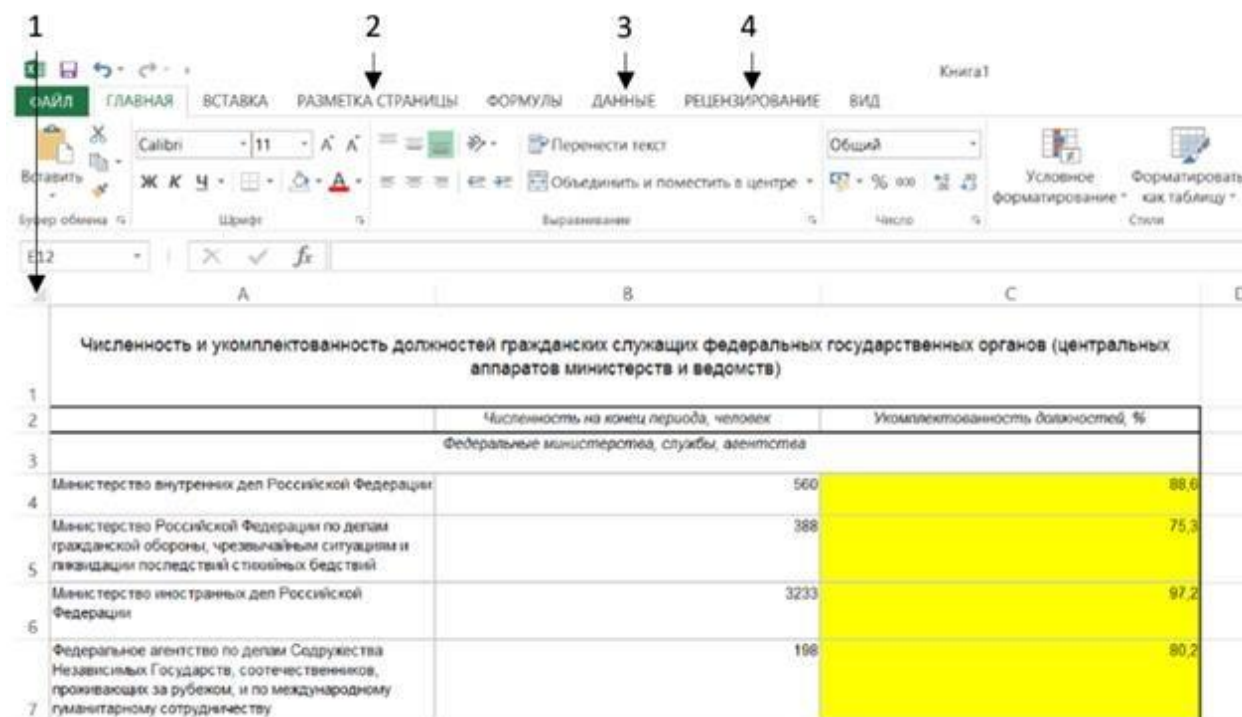 1 2 3 4
Книга1
ФАЙЛ ГЛАВНАЯ ВСТАВКА РАЗМЕТКА СТРАНИЦЫ ФОРМУЛЫ ДАННЫЕ РЕЦЕНЗИРОВАНИЕ ВИД
Calibri 11 Перенести текст Общий
Вставить Ж К Ч Объединить и поместить в центре % 000 Условное форматирование Форматировать как таблицу
Буфер обмена Шрифт Выравнивание Число Стили
E12 fx
A B C D
Численность и укомплектованность должностей гражданских служащих федеральных государственных органов (центральных
аппаратов министерств и ведомств)
1
2 Численность на конец периода, человек Укомплектованность должностей, %
3 Федеральные министерства, службы, агентства
Министерство внутренних дел Российской Федерации 560 88,6
4
Министерство Российской Федерации по делам 388 75,3
гражданской обороны, чрезвычайным ситуациям и
5 ликвидации последствий стихийных бедствий
Министерство иностранных дел Российской 3233 97,2
Федерации
6
Федеральное агентство по делам Содружества 198 80,2
Независимых Государств, соотечественников,
проживающих за рубежом, и по международному
7 гуманитарному сотрудничеству